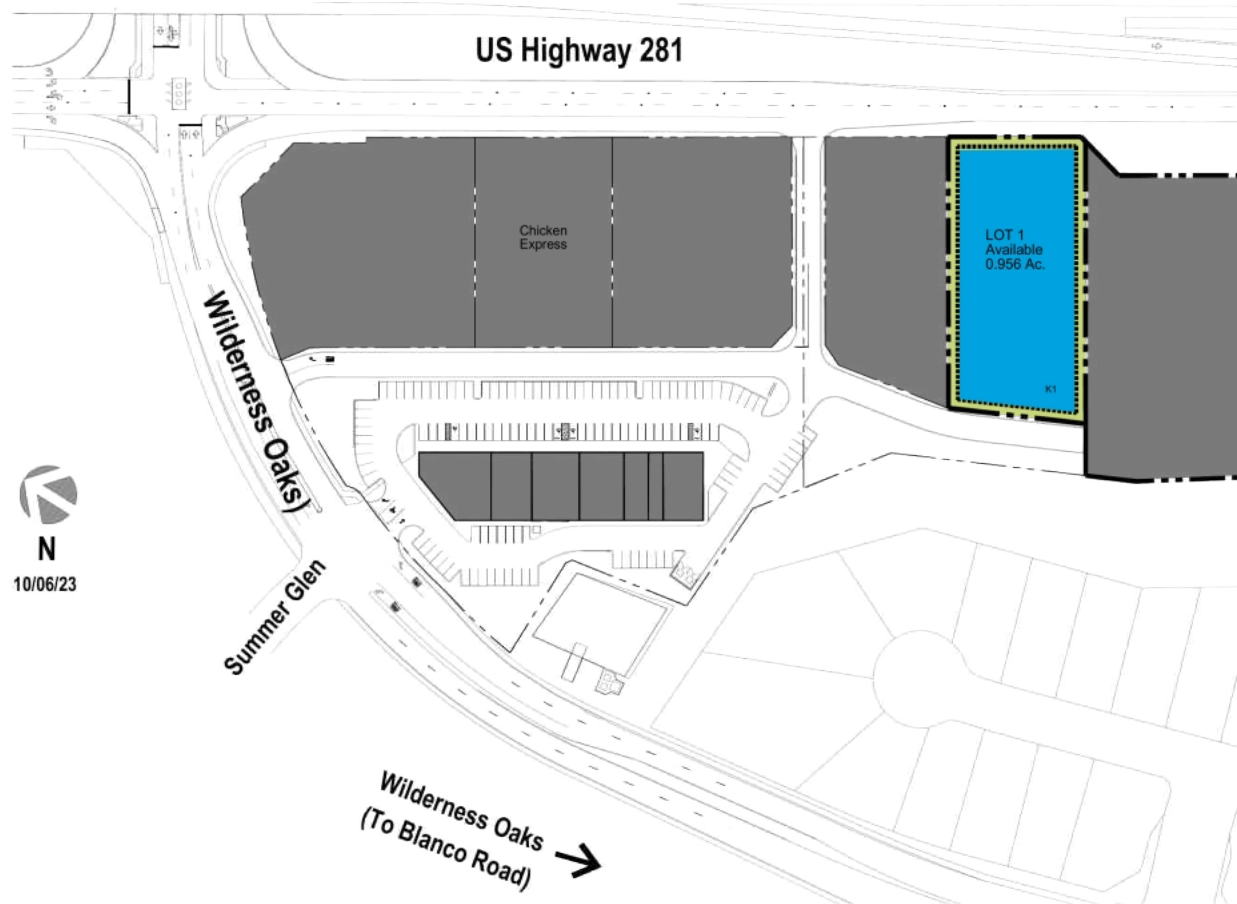 US Highway 281
Chicken
Express
LOT 1
Available
0.956 Ac.
K1
Wilderness Oaks)
N
10/06/23
Summer Glen
Wilderness Oaks
(To Blanco Road)